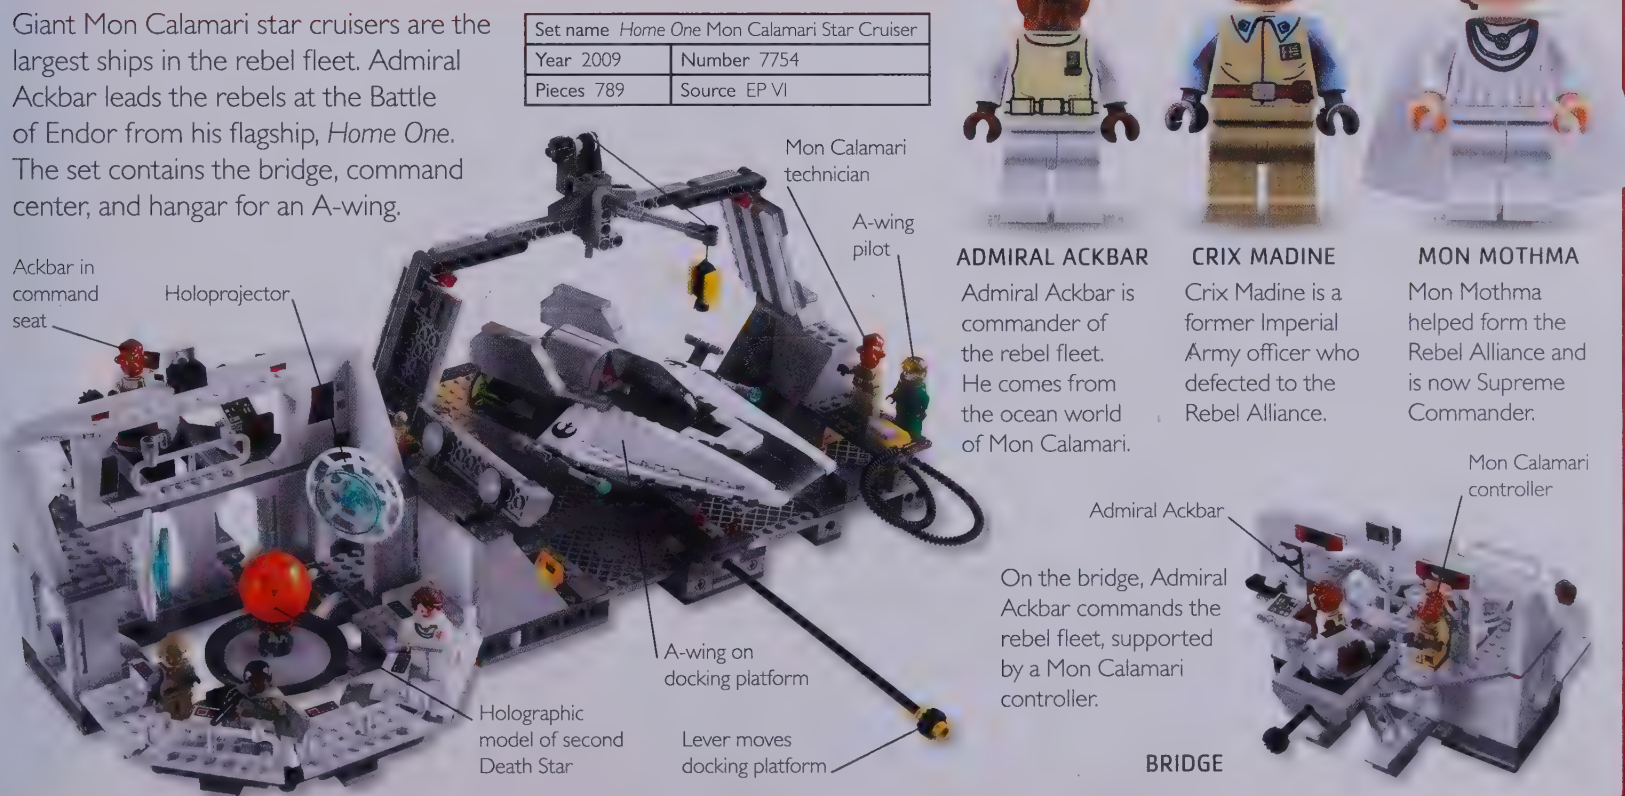 Giant Mon Calamari star cruisers are the
largest ships in the rebel fleet. Admiral
Ackbar leads the rebels at the Battle
of Endor from his flagship, Home One.
The set contains the bridge, command
center, and hangar for an A-wing.
Set name Home One Mon Calamari Star Cruiser
Year 2009 Number 7754
Pieces 789 Source EP VI
Mon Calamari
technician
A-wing
pilot
Ackbar in
command
seat
Holoprojector
A-wing on
docking platform
Holographic
model of second
Death Star
Lever moves
docking platform
ADMIRAL ACKBAR
Admiral Ackbar is
commander of
the rebel fleet.
He comes from
the ocean world
of Mon Calamari.
CRIX MADINE
Crix Madine is a
former Imperial
Army officer who
defected to the
Rebel Alliance.
MON MOTHMA
Mon Mothma
helped form the
Rebel Alliance and
is now Supreme
Commander.
Mon Calamari
controller
Admiral Ackbar
On the bridge, Admiral
Ackbar commands the
rebel fleet, supported
by a Mon Calamari
controller.
BRIDGE